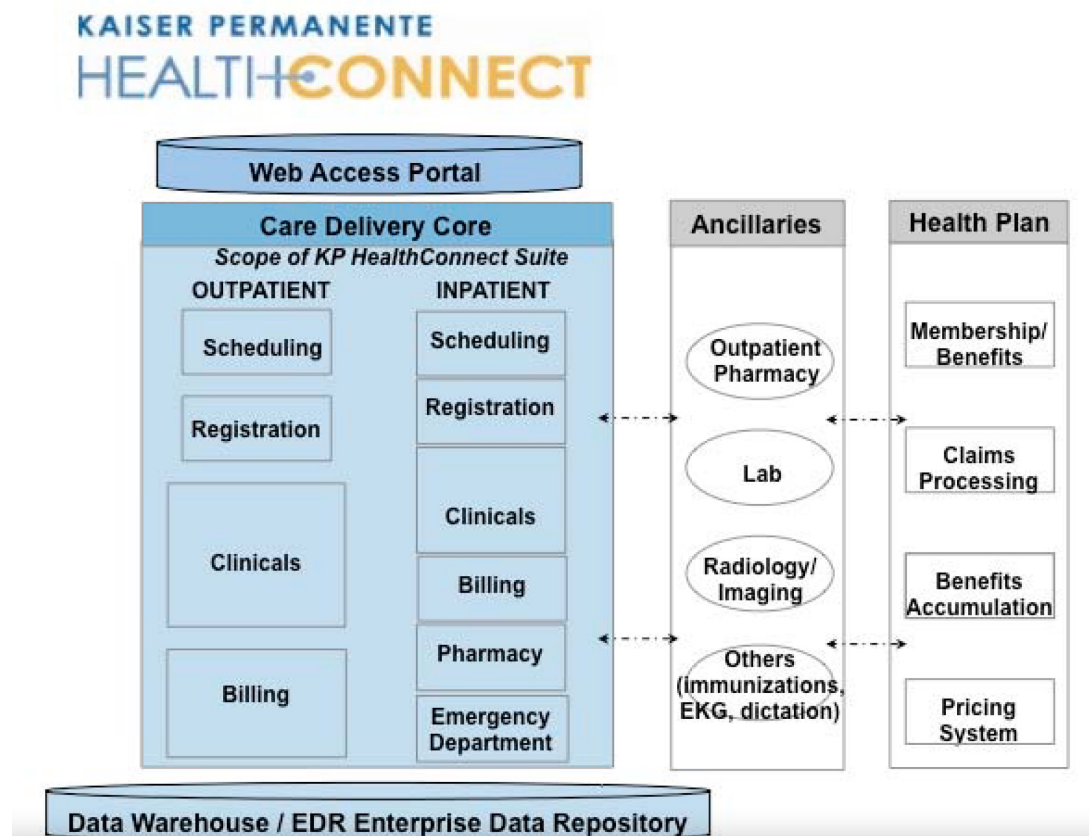 KAISER PERMANENTE
HEALTHCONNECT
Web Access Portal
Care Delivery Core
Scope of KP HealthConnect Suite
OUTPATIENT
Scheduling
Registration
Clinicals
Billing
INPATIENT
Scheduling
Registration
Clinicals
Billing
Pharmacy
Emergency
Department
Ancillaries
Outpatient
Pharmacy
Lab
Radiology/
Imaging
Others
(immunizations,
EKG, dictation)
Health Plan
Membership/
Benefits
Claims
Processing
Benefits
Accumulation
Pricing
System
Data Warehouse / EDR Enterprise Data Repository